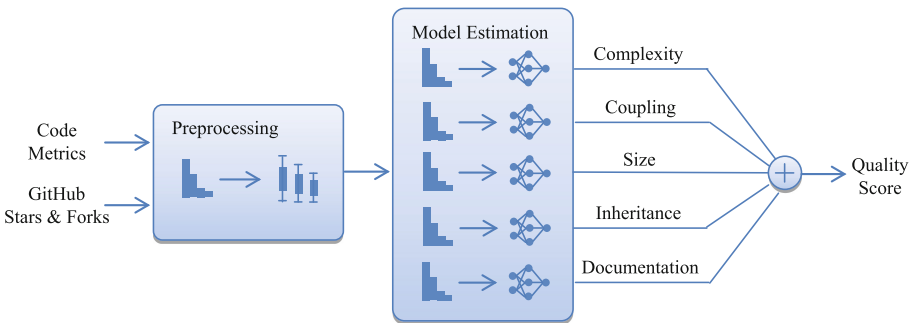 Code
Metrics
GitHub
Stars & Forks
Preprocessing
Model Estimation
Complexity
Coupling
Size
Inheritance
Documentation
Quality
Score